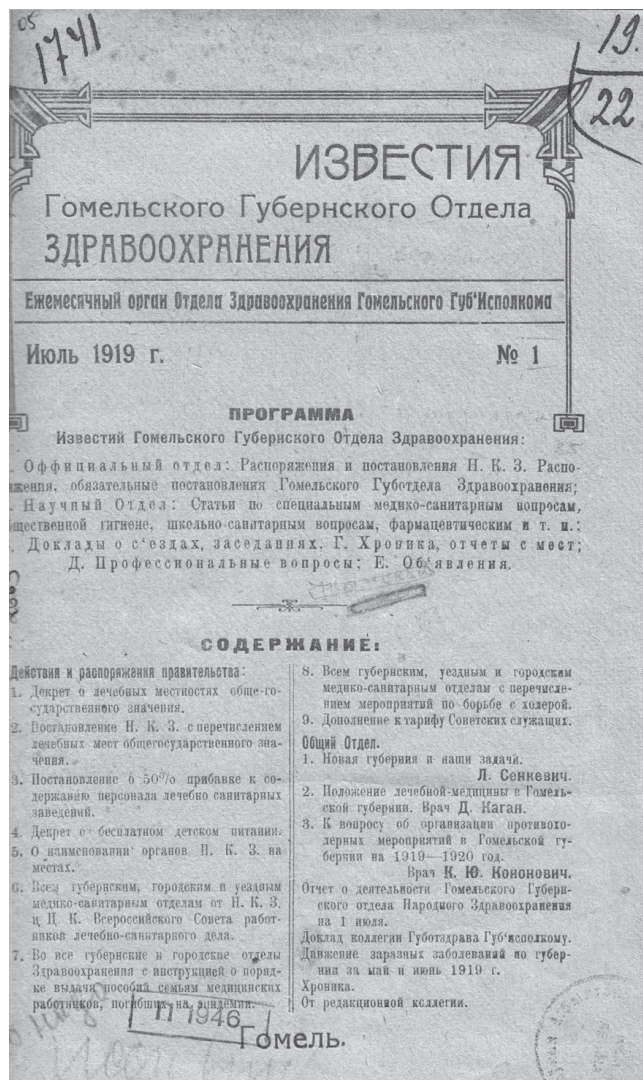 05
1741
19.
22
ИЗВЕСТИЯ
Гомельского Губернского Отдела
ЗДРАВООХРАНЕНИЯ
Ежемесячный орган Отдела Здравоохранения Гомельского Губ'Исполкома
Июль 1919 г. № 1
ПРОГРАММА
Известий Гомельского Губернского Отдела Здравоохранения:
Оффициальный отдел: Распоряжения и постановления Н. К. З. Распо-
жения, обязательные постановления Гомельского Губотдела Здравоохранения;
Научный Отдел: Статьи по специальным медико-санитарным вопросам,
щественной гигиене, школьно-санитарным вопросам, фармацевтическим и т. п.:
Доклады о с'ездах, заседаниях. Г. Хроника, отчеты с мест;
Д. Профессиональные вопросы; Е. Об'явления.
СОДЕРЖАНИЕ:
Действия и распоряжения правительства:
1. Декрет о лечебных местностях обще-го-
сударственного значения.
2. Постановление Н. К. З. с перечислением
лечебных мест общегосударственного зна-
чения.
3. Постановление о 50% прибавке к со-
держанию персонала лечебно санитарных
заведений.
4. Декрет о бесплатном детском питании.
5. О наименовании органов Н. К. З. на
местах.
6. Всем губернским, городским и уездным
медико-санитарным отделам от Н. К. З.
и Ц. К. Всероссийского Совета работ-
ников лечебно-санитарного дела.
7. Во все губернские и городские отделы
Здравоохранения с инструкцией о поряд-
ке выдачи пособий семьям медицинских
работников, погибших на эпидемии.
8. Всем губернским, уездным и городским
медико-санитарным отделам с перечисле-
нием мероприятий по борьбе с холерой.
9. Дополнение к тарифу Советских служащих.
Общий Отдел.
1. Новая губерния и наши задачи.
Л. Сенкевич.
2. Положение лечебной-медицины в Гомель-
ской губернии. Врач Д. Каган.
3. К вопросу об организации противохо-
лерных мероприятий в Гомельской гу-
бернии на 1919—1920 год.
Врач К. Ю. Кононович.
Отчет о деятельности Гомельского Губерн-
ского отдела Народного Здравоохранения
на 1 июля.
Доклад коллегии Губотздрава Губ'исполкому.
Движение заразных заболеваний по губер-
нии за май и июнь 1919 г.
Хроника.
От редакционной коллегии.
11 1946
Гомель.